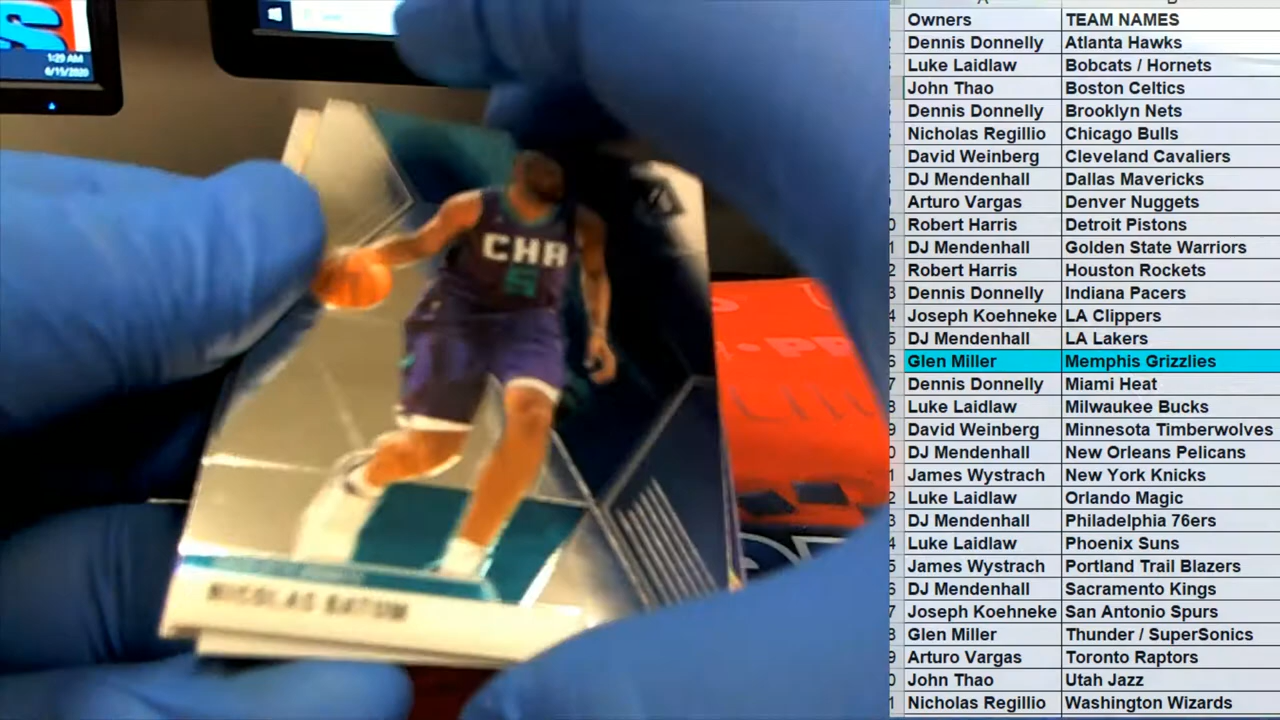 1:29 AM
6/15/2020
CHA
5
NICOLAS BATUM
Owners TEAM NAMES
Dennis Donnelly Atlanta Hawks
Luke Laidlaw Bobcats / Hornets
John Thao Boston Celtics
Dennis Donnelly Brooklyn Nets
Nicholas Regillio Chicago Bulls
David Weinberg Cleveland Cavaliers
DJ Mendenhall Dallas Mavericks
Arturo Vargas Denver Nuggets
Robert Harris Detroit Pistons
DJ Mendenhall Golden State Warriors
Robert Harris Houston Rockets
Dennis Donnelly Indiana Pacers
Joseph Koehneke LA Clippers
DJ Mendenhall LA Lakers
Glen Miller Memphis Grizzlies
Dennis Donnelly Miami Heat
Luke Laidlaw Milwaukee Bucks
David Weinberg Minnesota Timberwolves
DJ Mendenhall New Orleans Pelicans
James Wystrach New York Knicks
Luke Laidlaw Orlando Magic
DJ Mendenhall Philadelphia 76ers
Luke Laidlaw Phoenix Suns
James Wystrach Portland Trail Blazers
DJ Mendenhall Sacramento Kings
Joseph Koehneke San Antonio Spurs
Glen Miller Thunder / SuperSonics
Arturo Vargas Toronto Raptors
John Thao Utah Jazz
Nicholas Regillio Washington Wizards